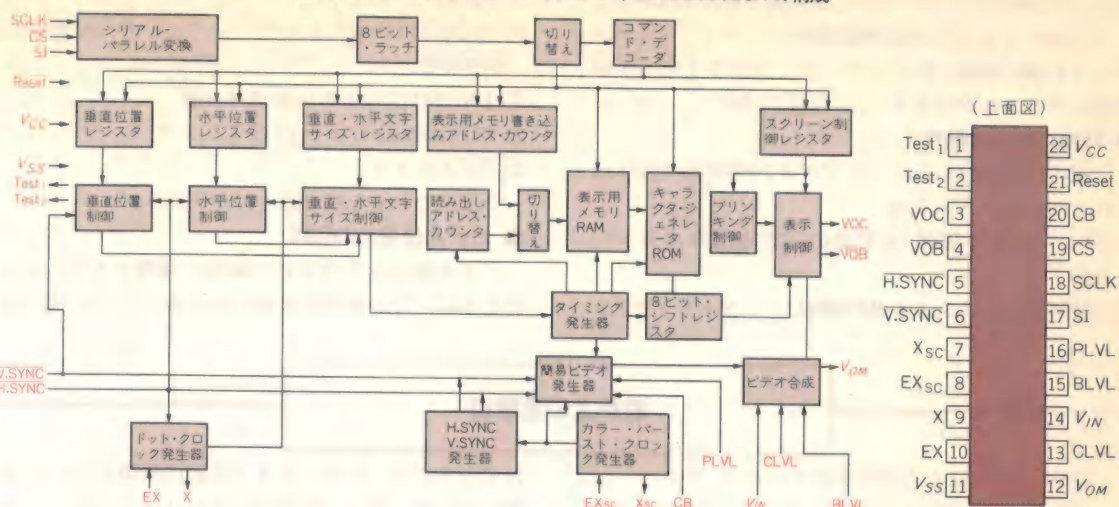 SCLK
CS
SI
シリアル-
パラレル変換
8ビット
・ラッチ
切り
替え
コマン
ド・デ
コーダ
Reset
VCC
VSS
Test1
Test2
垂直位置
レジスタ
水平位置
レジスタ
垂直・水平文字
サイズ・レジスタ
表示用メモリ書き込
みアドレス・カウンタ
スクリーン制
御レジスタ
垂直位置
制御
水平位置
制御
垂直・水平文字
サイズ制御
読み出し
アドレス・
カウンタ
切り
替え
表示用
メモリ
RAM
キャラ
クタ・ジ
ェネレ
ータ
ROM
ブリン
キング
制御
表示
制御
VOC
VOB
タイミング
発生器
8ビット・
シフトレジ
スタ
V.SYNC
H.SYNC
簡易ビデオ
発生器
ビデオ合成
VOM
ドット・クロ
ック発生器
H.SYNC
V.SYNC
発生器
カラー・バー
スト・クロッ
ク発生器
PLVL
CLVL
EX
X
EXSC
XSC
CB
VIN
BLVL
(上面図)
Test1 1
22 VCC
Test2 2
21 Reset
VOC 3
20 CB
VOB 4
19 CS
H.SYNC 5
18 SCLK
V.SYNC 6
17 SI
XSC 7
16 PLVL
EXSC 8
15 BLVL
X 9
14 VIN
EX 10
13 CLVL
VSS 11
12 VOM